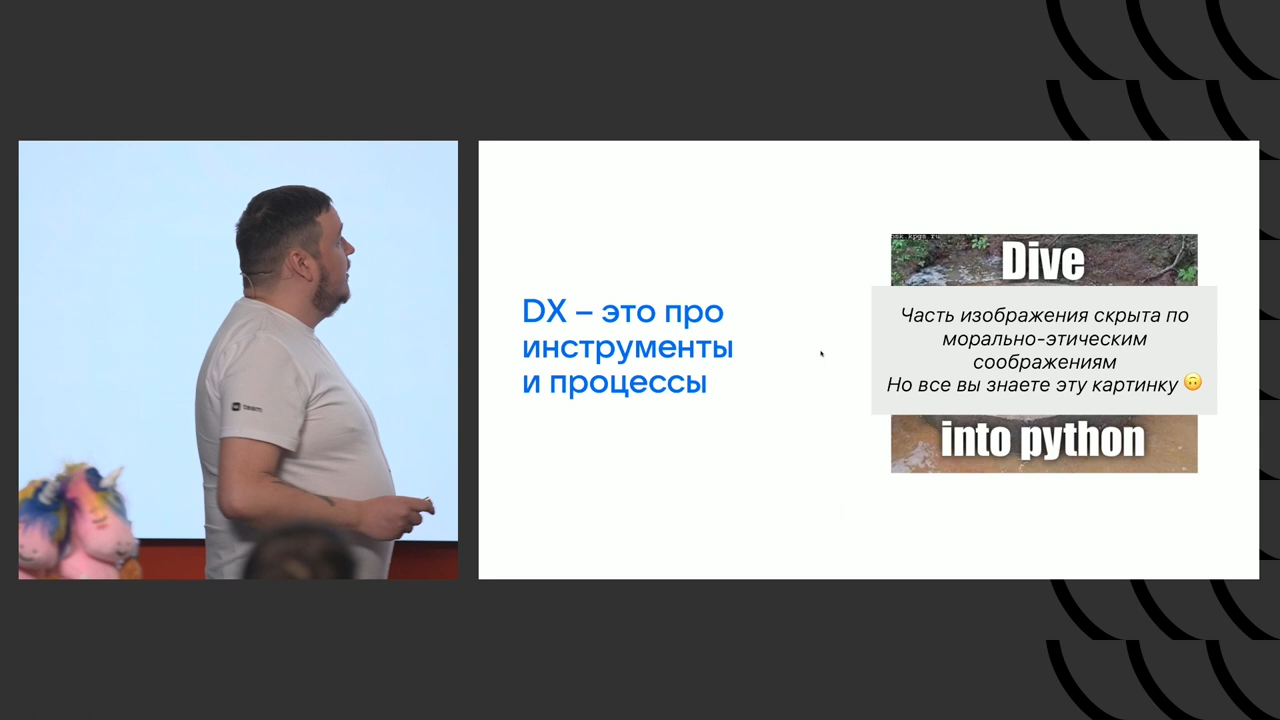 DX – это про
инструменты
и процессы
Dive
Часть изображения скрыта по
морально-этическим
соображениям
Но все вы знаете эту картинку 🙃
into python
team